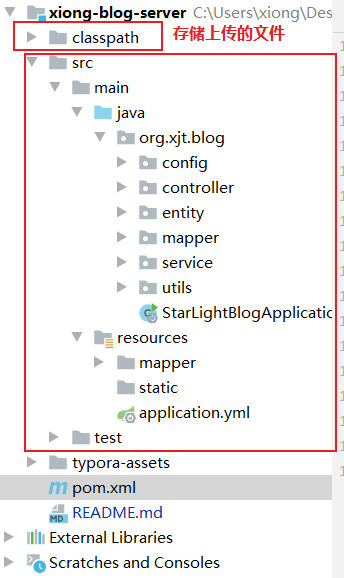 xiong-blog-server C:\Users\xiong\Des
classpath 存储上传的文件
src
main
java
org.xjt.blog
config
controller
entity
mapper
service
utils
StarLightBlogApplicatio
resources
mapper
static
application.yml
test
typora-assets
pom.xml
README.md
External Libraries
Scratches and Consoles